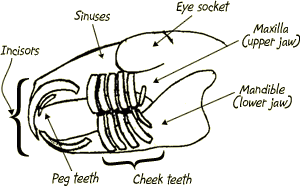 Sinuses
Eye socket
Incisors
Maxilla
(upper jaw)
Mandible
(lower jaw)
Peg teeth
Cheek teeth